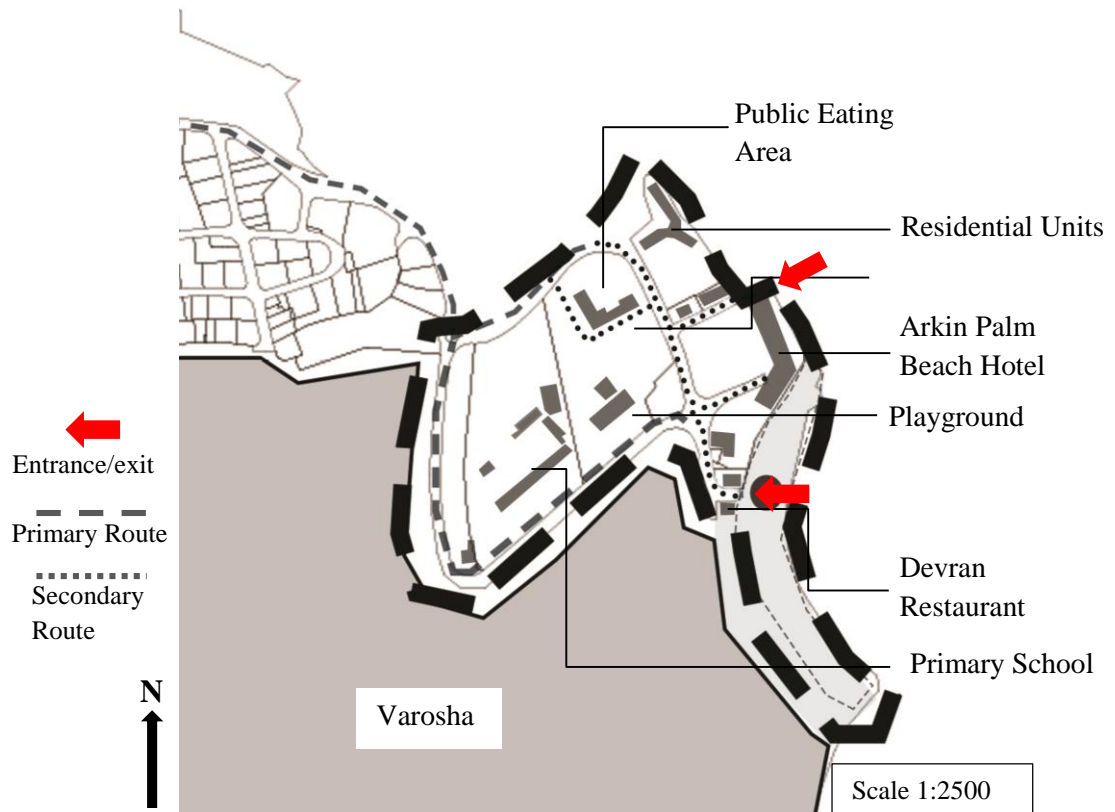 Public Eating
Area
Residential Units
Arkin Palm
Beach Hotel
Playground
Entrance/exit
Primary Route
Secondary
Route
Devran
Restaurant
Primary School
N
Varosha
Scale 1:2500